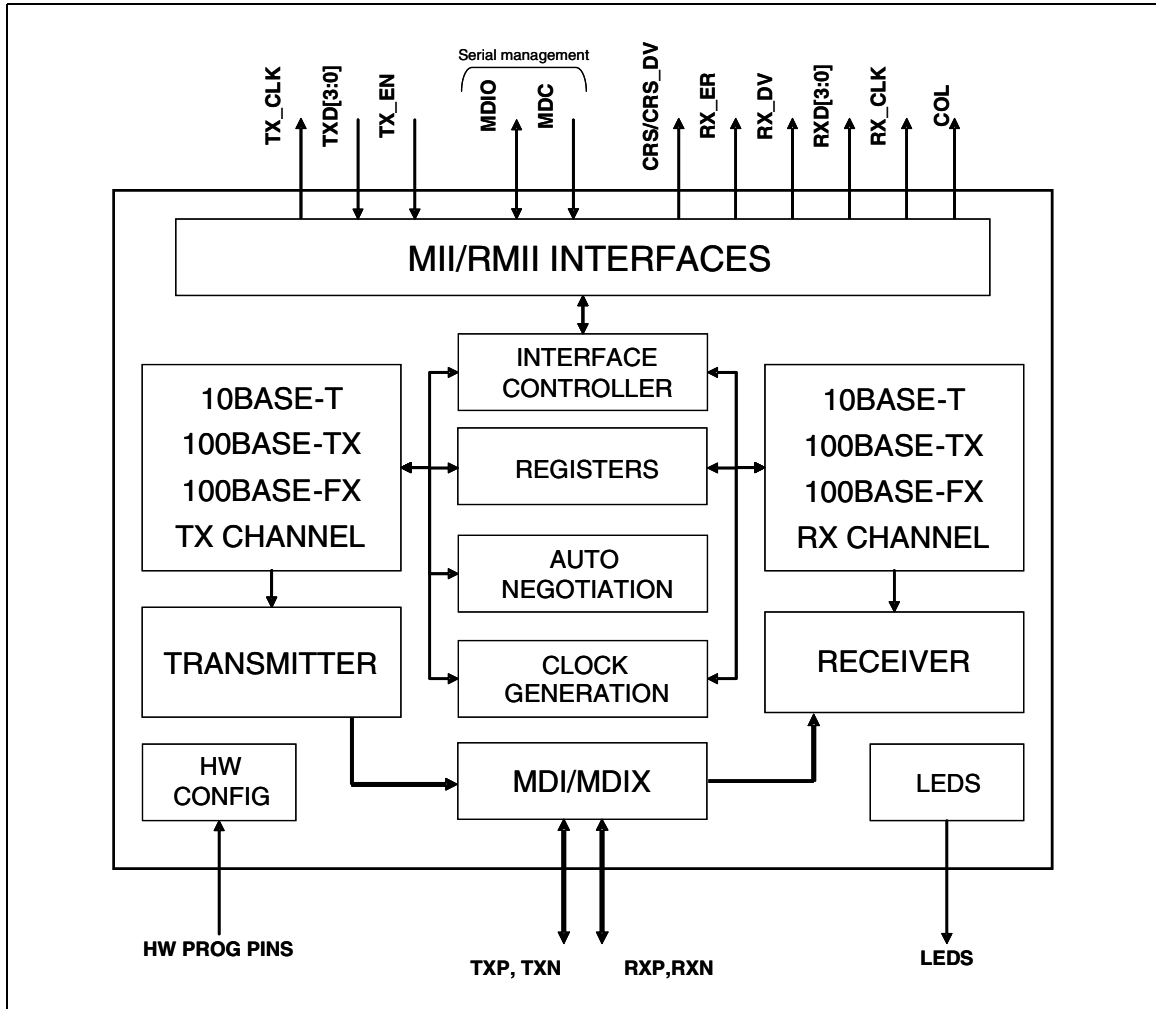 Serial management
TX_CLK
TXD[3:0]
TX_EN
MDIO
MDC
CRS/CRS_DV
RX_ER
RX_DV
RXD[3:0]
RX_CLK
COL
MII/RMII INTERFACES
INTERFACE
CONTROLLER
10BASE-T
100BASE-TX
100BASE-FX
TX CHANNEL
REGISTERS
10BASE-T
100BASE-TX
100BASE-FX
RX CHANNEL
AUTO
NEGOTIATION
TRANSMITTER
CLOCK
GENERATION
RECEIVER
HW
CONFIG
MDI/MDIX
LEDS
HW PROG PINS
TXP, TXN
RXP,RXN
LEDS